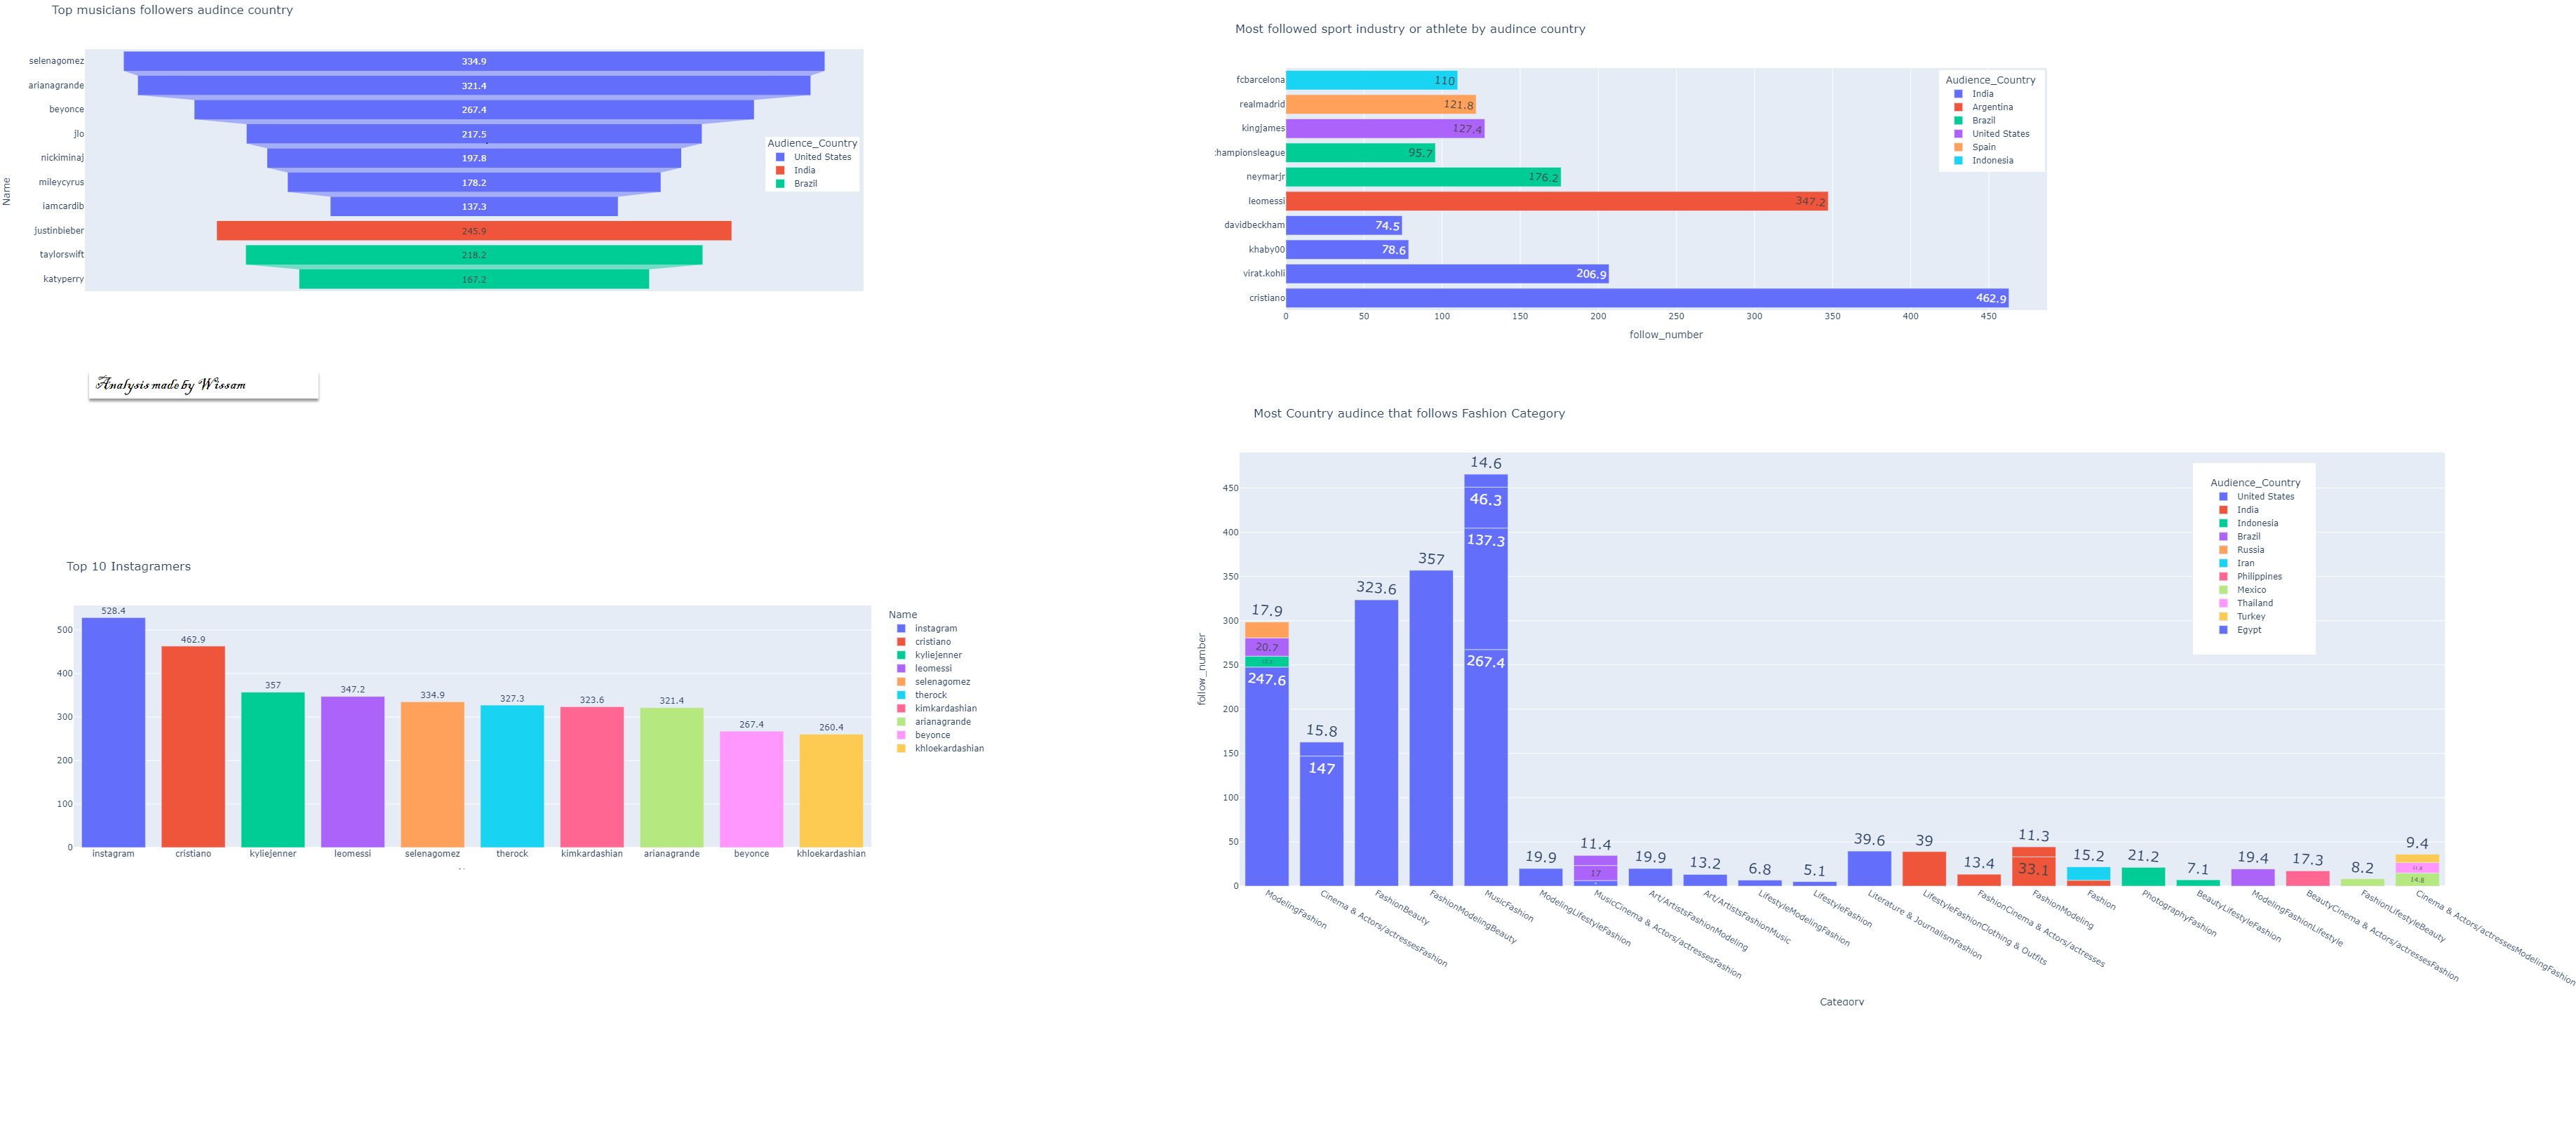 Top musicians followers audince country
selenagomez 334.9
arianagrande 321.4
beyonce 267.4
jlo 217.5
nickiminaj 197.8
mileycyrus 178.2
iamcardib 137.3
justinbieber 245.9
taylorswift 218.2
katyperry 167.2
Name
Audience_Country
United States
India
Brazil
Most followed sport industry or athlete by audince country
fcbarcelona 110
realmadrid 121.8
kingjames 127.4
:hampionsleague 95.7
neymarjr 176.2
leomessi 347.2
davidbeckham 74.5
khaby00 78.6
virat.kohli 206.9
cristiano 462.9
0 50 100 150 200 250 300 350 400 450
follow_number
Audience_Country
India
Argentina
Brazil
United States
Spain
Indonesia
Analysis made by Wissam
Top 10 Instagramers
528.4 462.9 357 347.2 334.9 327.3 323.6 321.4 267.4 260.4
500
400
300
200
100
0
instagram cristiano kyliejenner leomessi selenagomez therock kimkardashian arianagrande beyonce khloekardashian
Name
instagram
cristiano
kyliejenner
leomessi
selenagomez
therock
kimkardashian
arianagrande
beyonce
khloekardashian
Most Country audince that follows Fashion Category
follow_number
450
400
350
300
250
200
150
100
50
0
17.9
20.7
247.6
15.8
147
323.6
357
14.6
46.3
137.3
267.4
19.9
11.4
17
19.9
13.2
6.8
5.1
39.6
39
13.4
11.3
33.1
15.2
21.2
7.1
19.4
17.3
8.2
9.4
14.8
ModelingFashion
Cinema & Actors/actressesFashion
FashionBeauty
FashionModelingBeauty
MusicFashion
ModelingLifestyleFashion
MusicCinema & Actors/actressesFashion
Art/ArtistsFashionModeling
Art/ArtistsFashionMusic
LifestyleModelingFashion
LifestyleFashion
Literature & JournalismFashion
LifestyleFashionClothing & Outfits
FashionCinema & Actors/actresses
FashionModeling
Fashion
PhotographyFashion
BeautyLifestyleFashion
ModelingFashionLifestyle
BeautyCinema & Actors/actressesFashion
FashionLifestyleBeauty
Cinema & Actors/actressesModelingFashion
Category
Audience_Country
United States
India
Indonesia
Brazil
Russia
Iran
Philippines
Mexico
Thailand
Turkey
Egypt